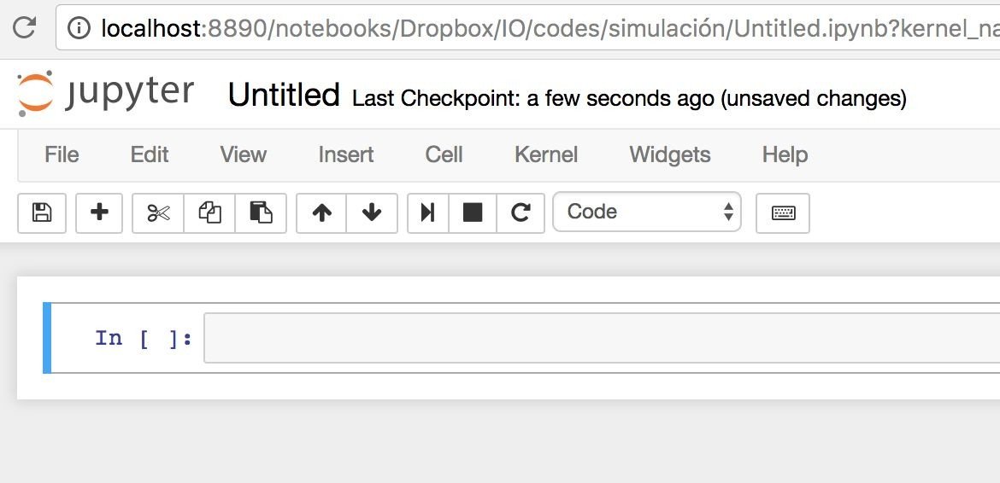 localhost:8890/notebooks/Dropbox/IO/codes/simulación/Untitled.ipynb?kernel_na
jupyter Untitled Last Checkpoint: a few seconds ago (unsaved changes)
File Edit View Insert Cell Kernel Widgets Help
Code
In [ ]: